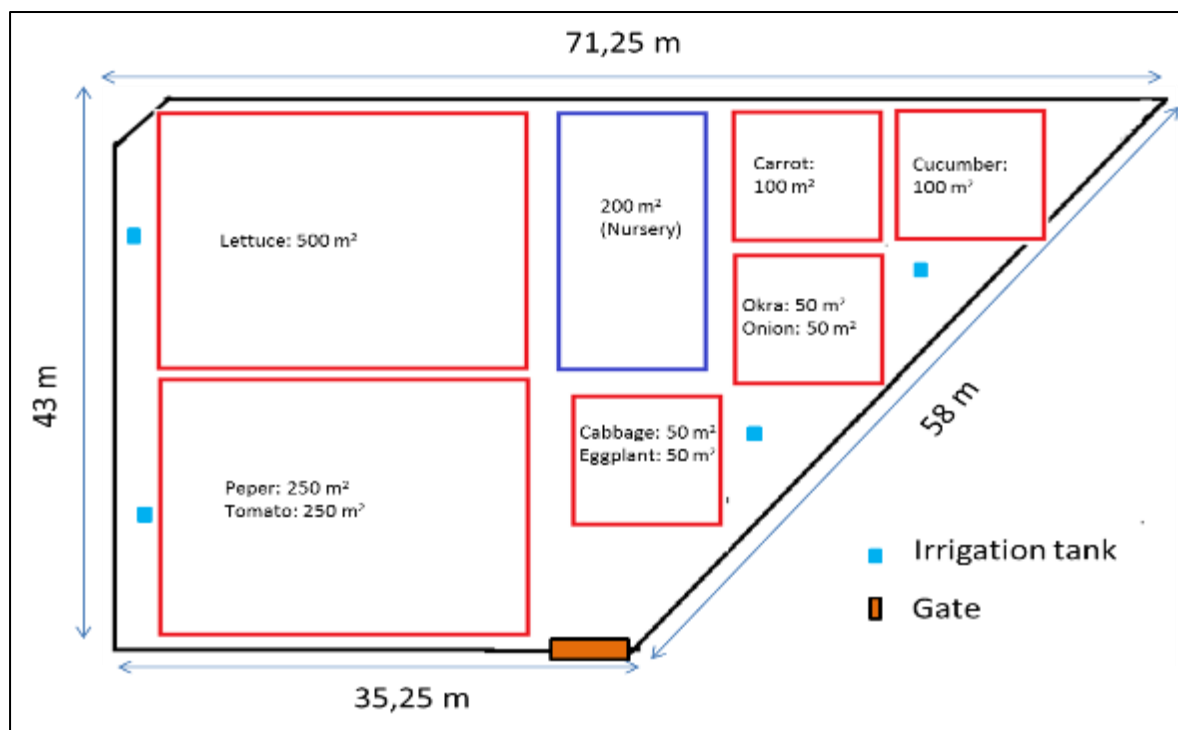 71,25 m
Carrot:
100 m²
Cucumber:
100 m²
200 m²
(Nursery)
Lettuce: 500 m²
Okra: 50 m²
Onion: 50 m²
43 m
58 m
Cabbage: 50 m²
Eggplant: 50 m²
Peper: 250 m²
Tomato: 250 m²
Irrigation tank
Gate
35,25 m